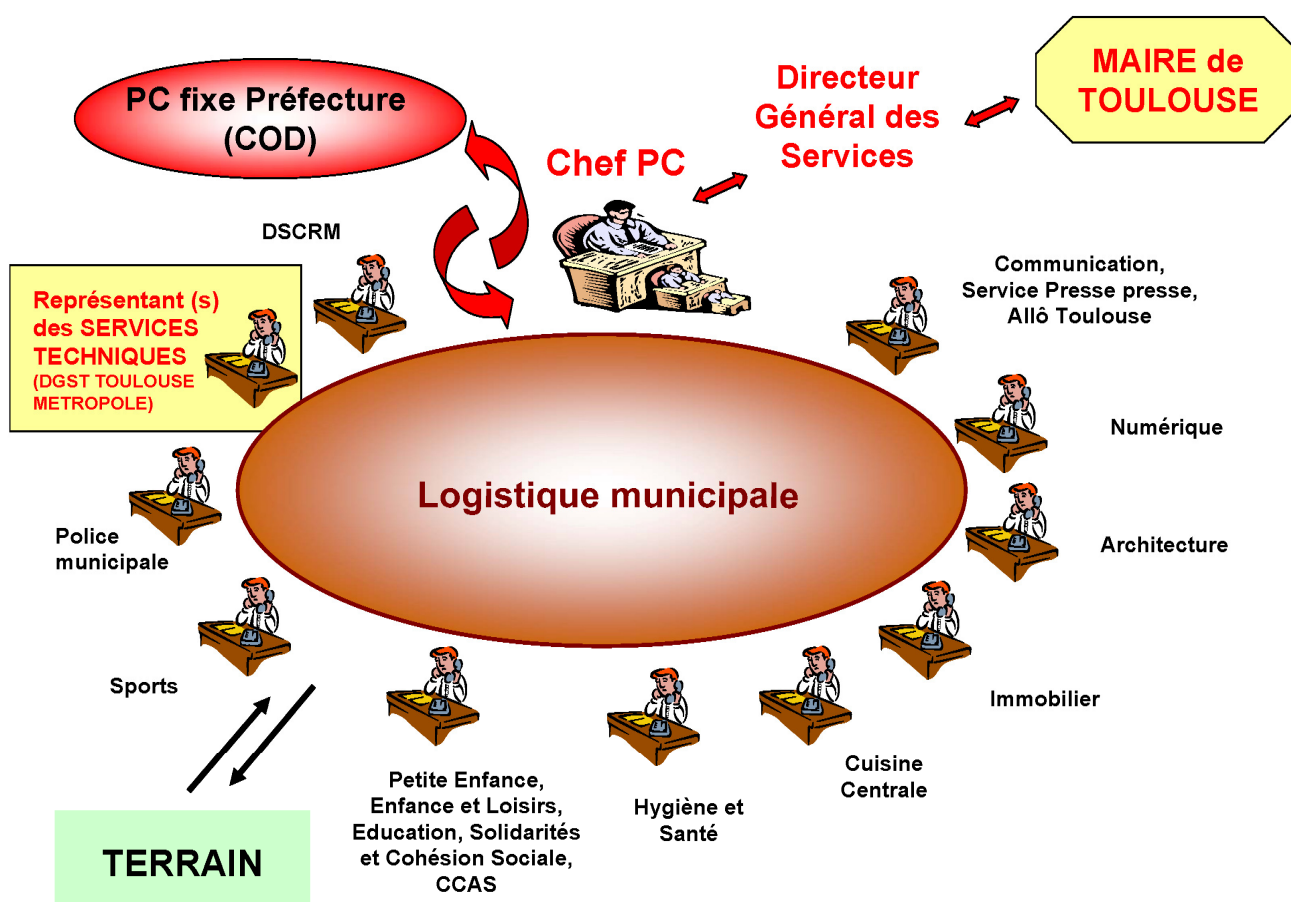 PC fixe Préfecture
(COD)
Directeur
Général des
Services
MAIRE de
TOULOUSE
Chef PC
DSCRM
Représentant (s)
des SERVICES
TECHNIQUES
(DGST TOULOUSE
METROPOLE)
Communication,
Service Presse presse,
Allô Toulouse
Numérique
Logistique municipale
Police
municipale
Architecture
Sports
Immobilier
Cuisine
Centrale
Petite Enfance,
Enfance et Loisirs,
Education, Solidarités
et Cohésion Sociale,
CCAS
Hygiène et
Santé
TERRAIN